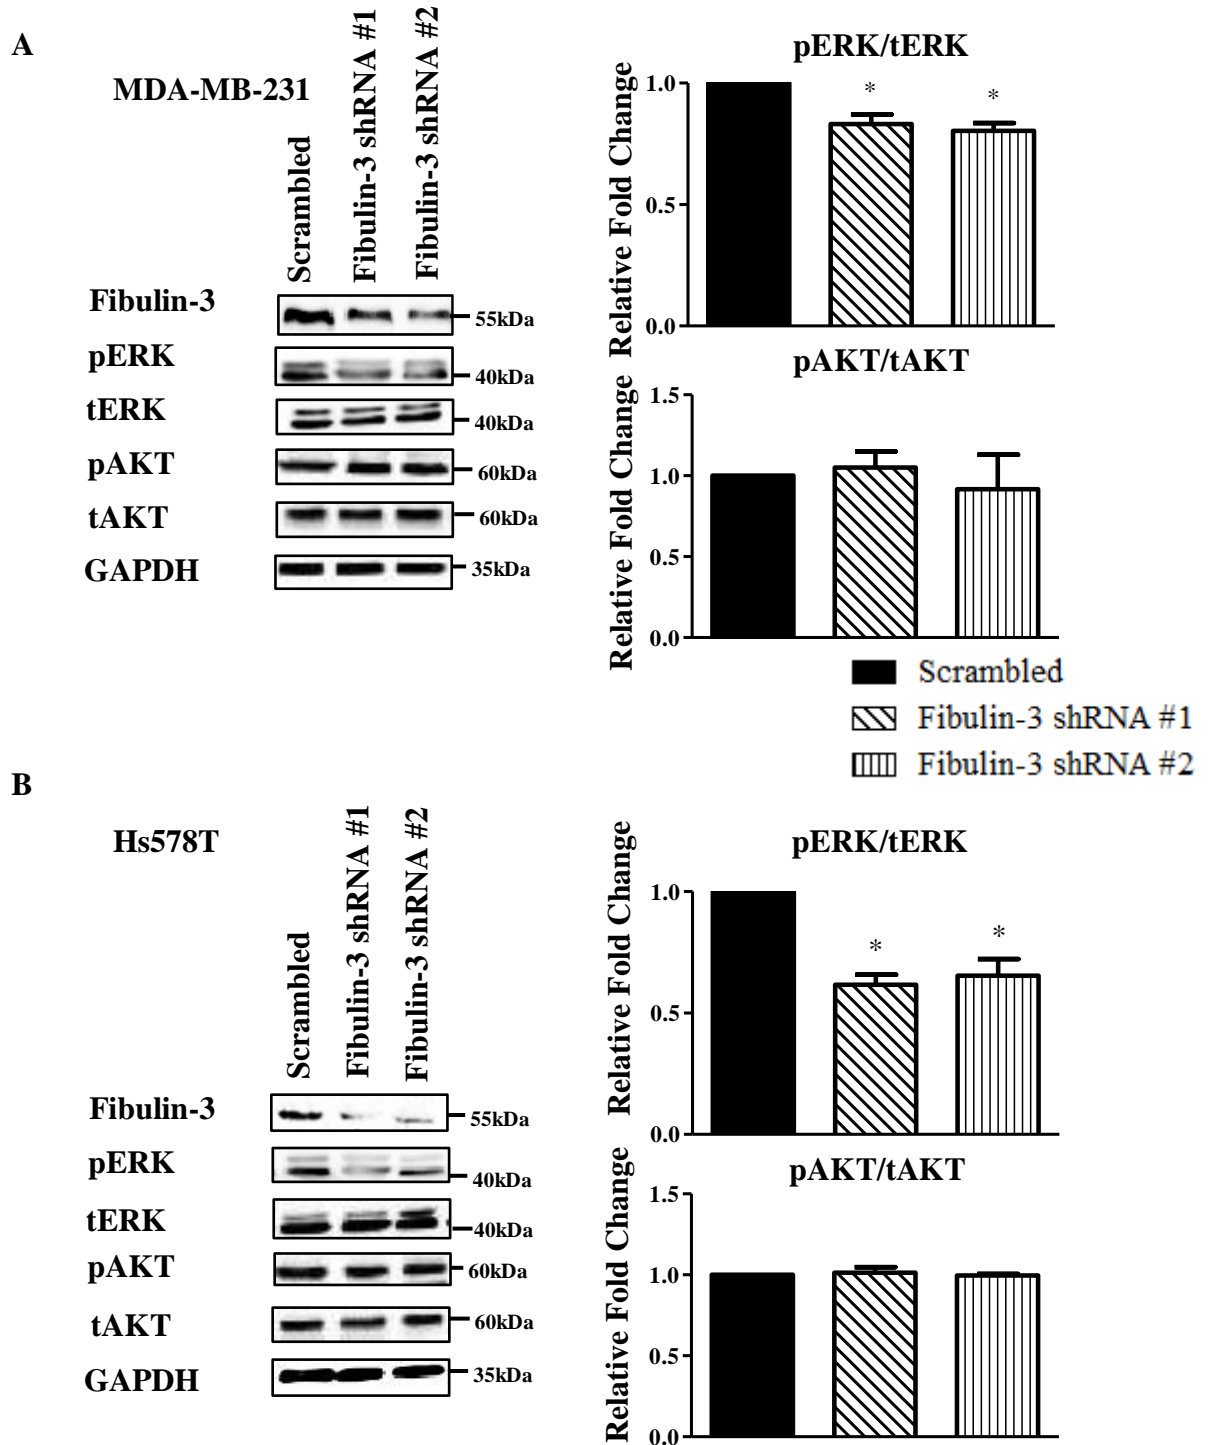 A
MDA-MB-231
Scrambled
Fibulin-3 shRNA #1
Fibulin-3 shRNA #2
Fibulin-3
55kDa
pERK
40kDa
tERK
40kDa
pAKT
60kDa
tAKT
60kDa
GAPDH
35kDa
pERK/tERK
Relative Fold Change
1.0
0.5
0.0
*
*
pAKT/tAKT
Relative Fold Change
1.5
1.0
0.5
0.0
Scrambled
Fibulin-3 shRNA #1
Fibulin-3 shRNA #2
B
Hs578T
Scrambled
Fibulin-3 shRNA #1
Fibulin-3 shRNA #2
Fibulin-3
55kDa
pERK
40kDa
tERK
40kDa
pAKT
60kDa
tAKT
60kDa
GAPDH
35kDa
pERK/tERK
Relative Fold Change
1.0
0.5
0.0
*
*
pAKT/tAKT
Relative Fold Change
1.5
1.0
0.5
0.0